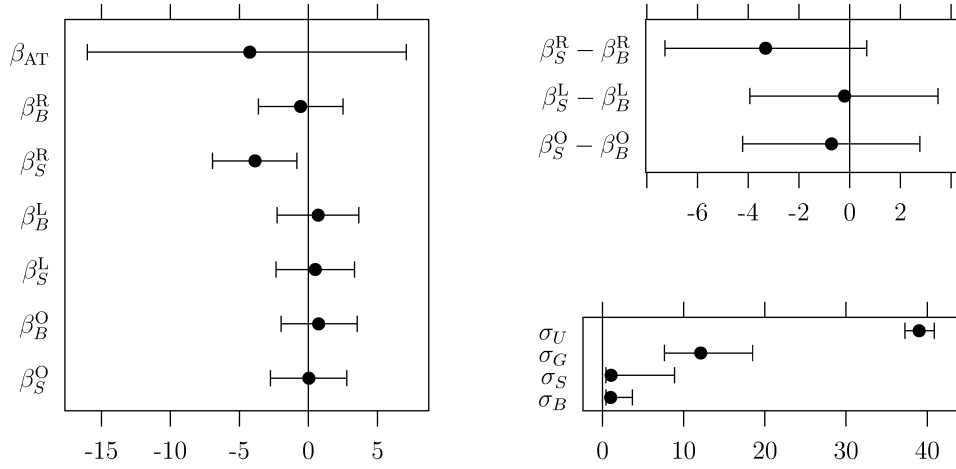 β_AT
β_B^R
β_S^R
β_B^L
β_S^L
β_B^O
β_S^O
-15 -10 -5 0 5
β_S^R − β_B^R
β_S^L − β_B^L
β_S^O − β_B^O
-6 -4 -2 0 2
σ_U
σ_G
σ_S
σ_B
0 10 20 30 40